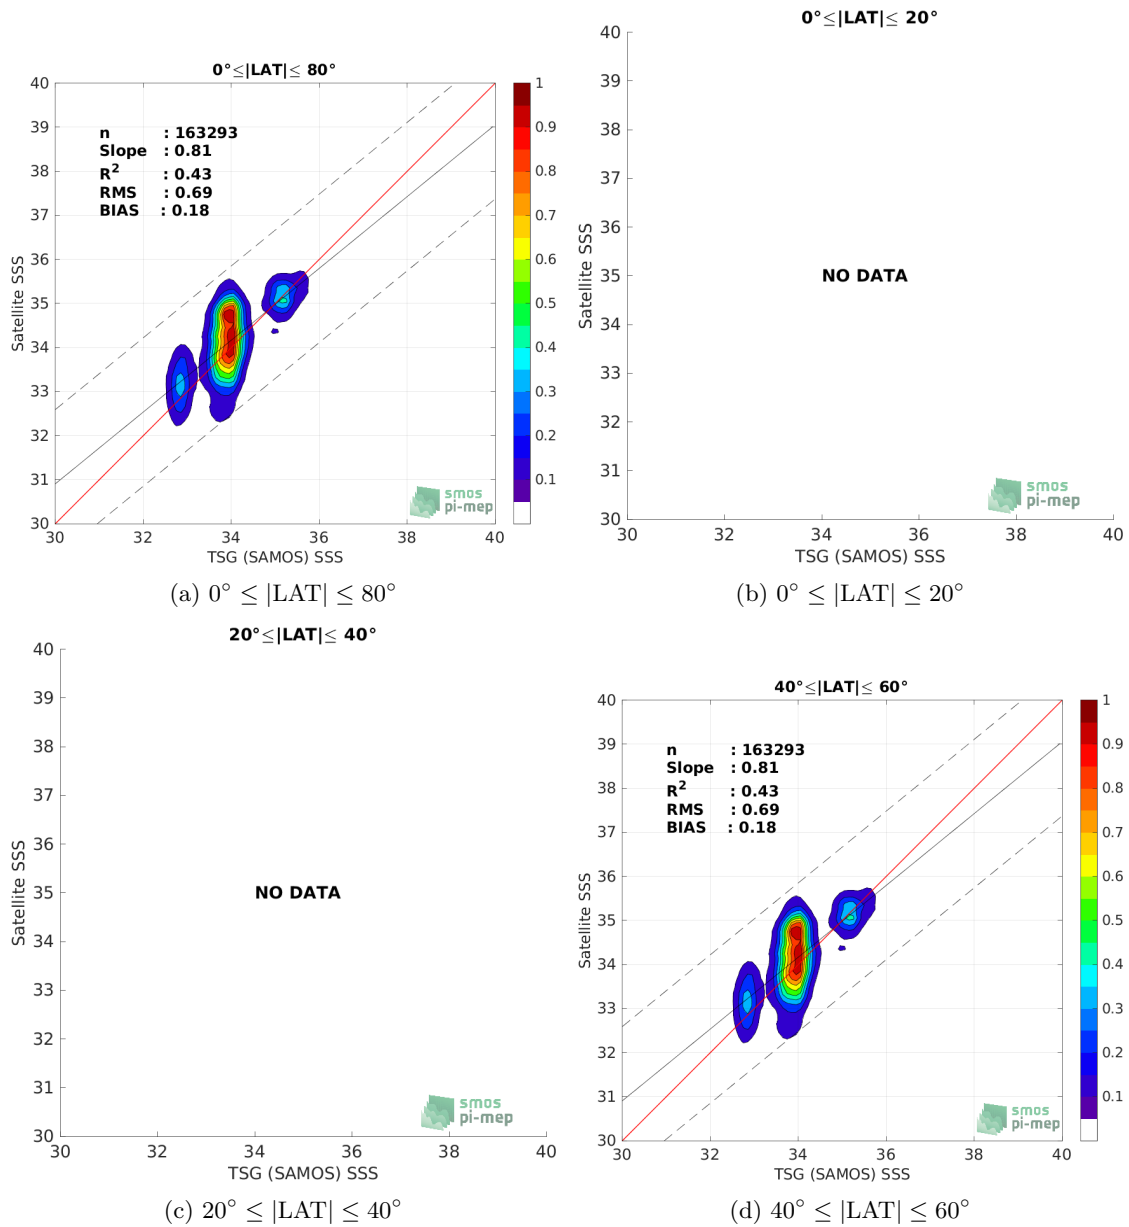 0°≤|LAT|≤ 80°
40
39
38
37
36
35
34
33
32
31
30
Satellite SSS
n : 163293
Slope : 0.81
R² : 0.43
RMS : 0.69
BIAS : 0.18
smos
pi-mep
30 32 34 36 38 40
TSG (SAMOS) SSS
1
0.9
0.8
0.7
0.6
0.5
0.4
0.3
0.2
0.1
(a) 0° ≤ |LAT| ≤ 80°
0°≤|LAT|≤ 20°
40
39
38
37
36
35
34
33
32
31
30
Satellite SSS
NO DATA
smos
pi-mep
30 32 34 36 38 40
TSG (SAMOS) SSS
(b) 0° ≤ |LAT| ≤ 20°
20°≤|LAT|≤ 40°
40
39
38
37
36
35
34
33
32
31
30
Satellite SSS
NO DATA
smos
pi-mep
30 32 34 36 38 40
TSG (SAMOS) SSS
(c) 20° ≤ |LAT| ≤ 40°
40°≤|LAT|≤ 60°
40
39
38
37
36
35
34
33
32
31
30
Satellite SSS
n : 163293
Slope : 0.81
R² : 0.43
RMS : 0.69
BIAS : 0.18
smos
pi-mep
30 32 34 36 38 40
TSG (SAMOS) SSS
1
0.9
0.8
0.7
0.6
0.5
0.4
0.3
0.2
0.1
(d) 40° ≤ |LAT| ≤ 60°